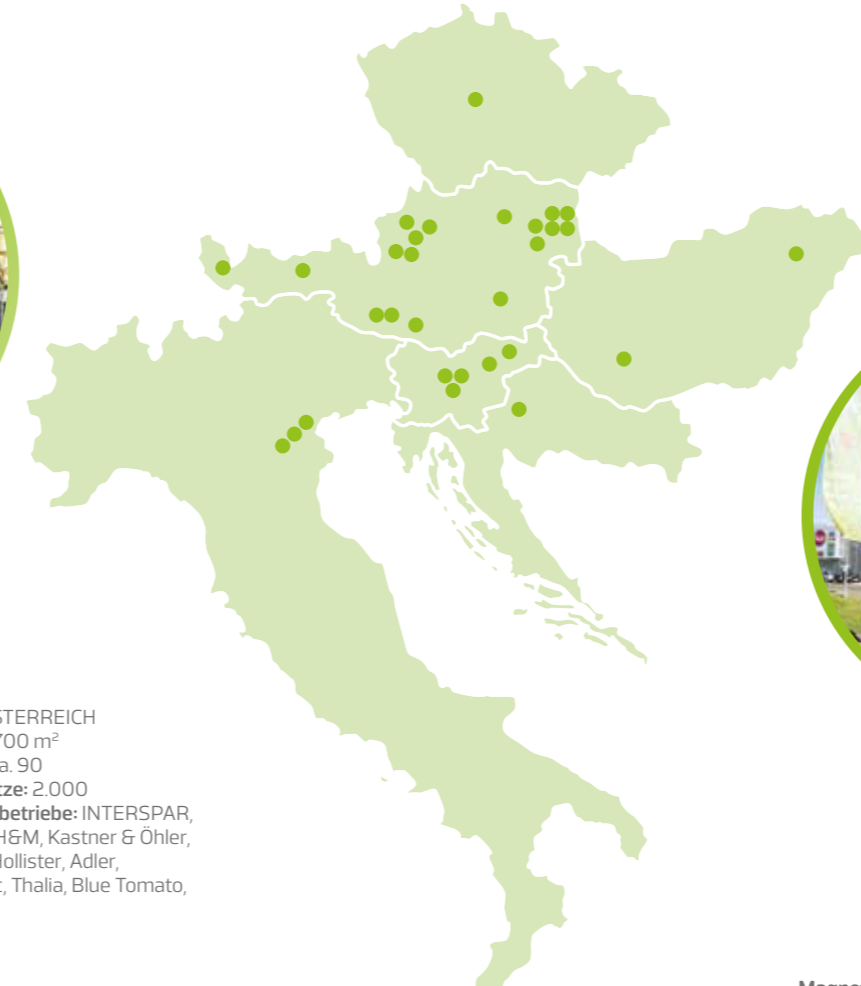 STERREICH
700 m²
a. 90
tze: 2.000
betriebe: INTERSPAR,
H&M, Kastner & Öhler,
Hollister, Adler,
, Thalia, Blue Tomato,